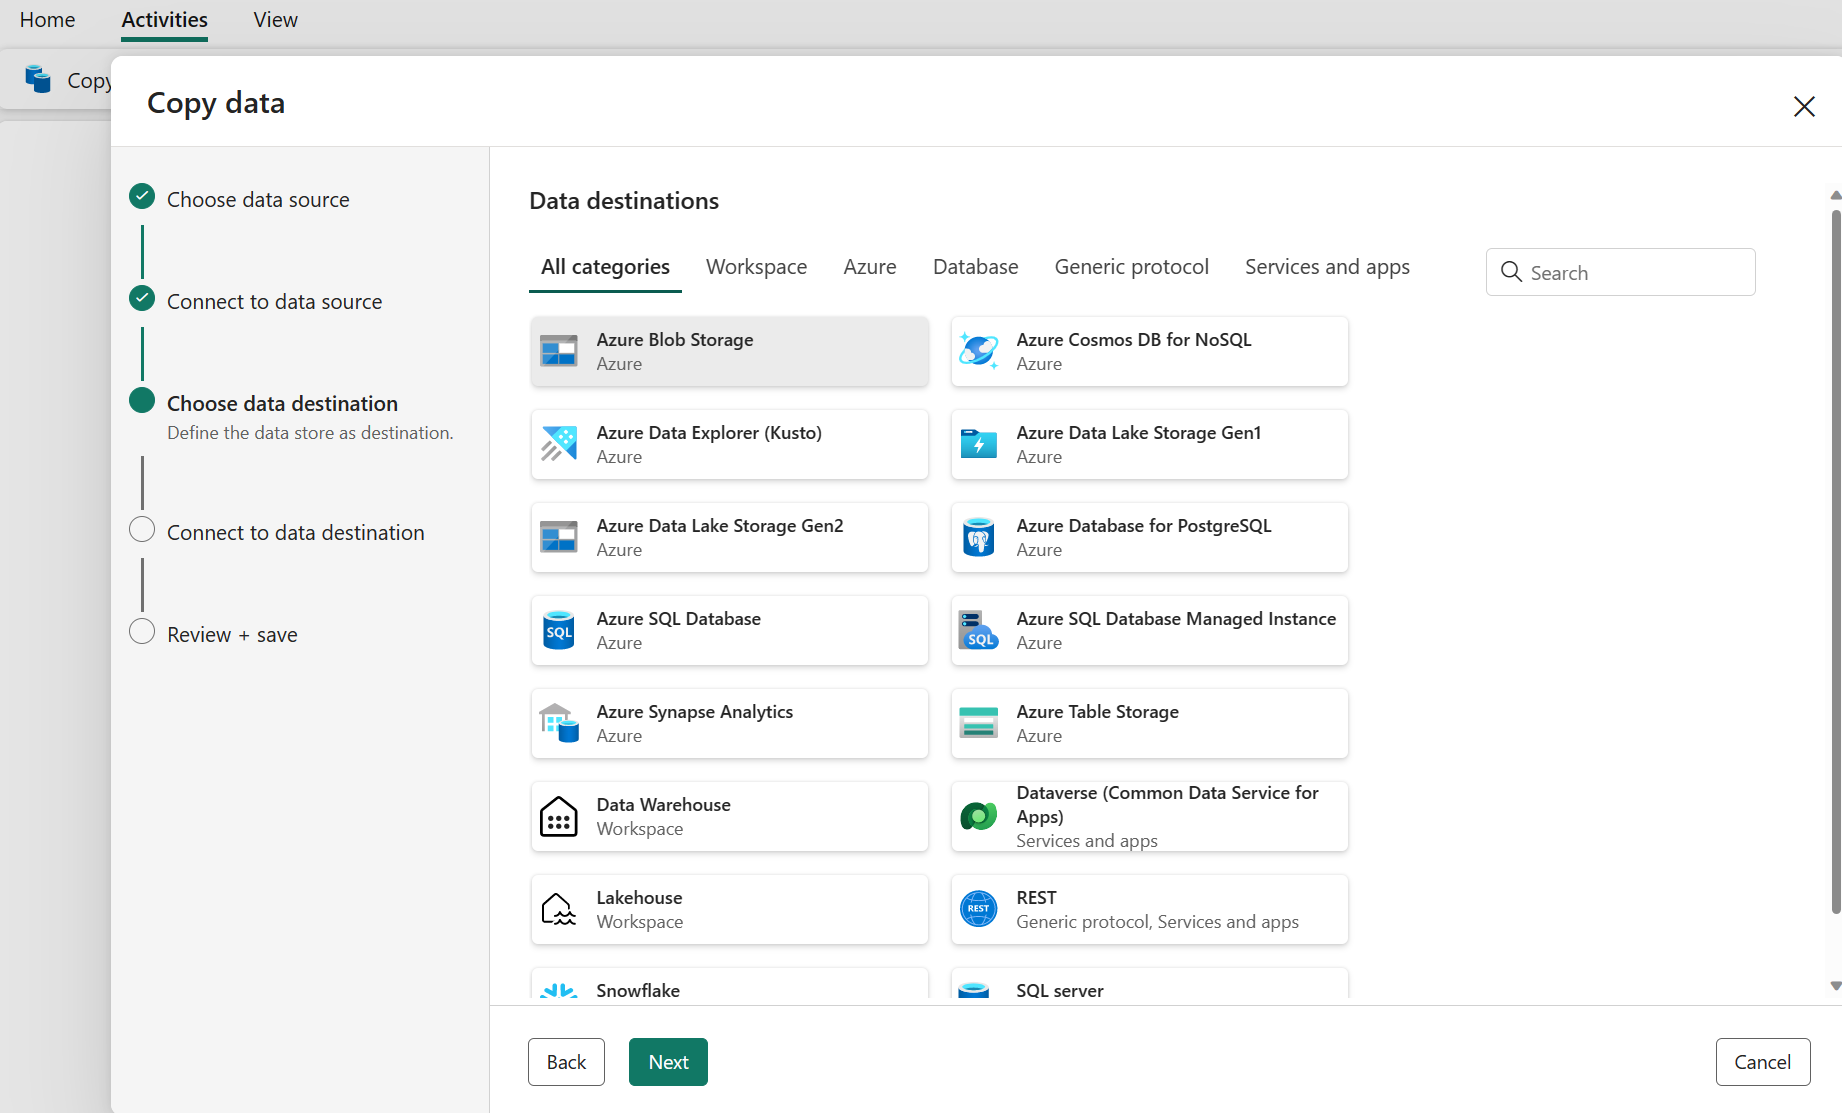 Home
Activities
View
Copy
Copy data
Choose data source
Connect to data source
Choose data destination
Define the data store as destination.
Connect to data destination
Review + save
Data destinations
All categories
Workspace
Azure
Database
Generic protocol
Services and apps
Search
Azure Blob Storage
Azure
Azure Cosmos DB for NoSQL
Azure
Azure Data Explorer (Kusto)
Azure
Azure Data Lake Storage Gen1
Azure
Azure Data Lake Storage Gen2
Azure
Azure Database for PostgreSQL
Azure
SQL
Azure SQL Database
Azure
SQL
Azure SQL Database Managed Instance
Azure
Azure Synapse Analytics
Azure
Azure Table Storage
Azure
Data Warehouse
Workspace
Dataverse (Common Data Service for
Apps)
Services and apps
Lakehouse
Workspace
REST
REST
Generic protocol, Services and apps
Snowflake
SQL server
Back
Next
Cancel